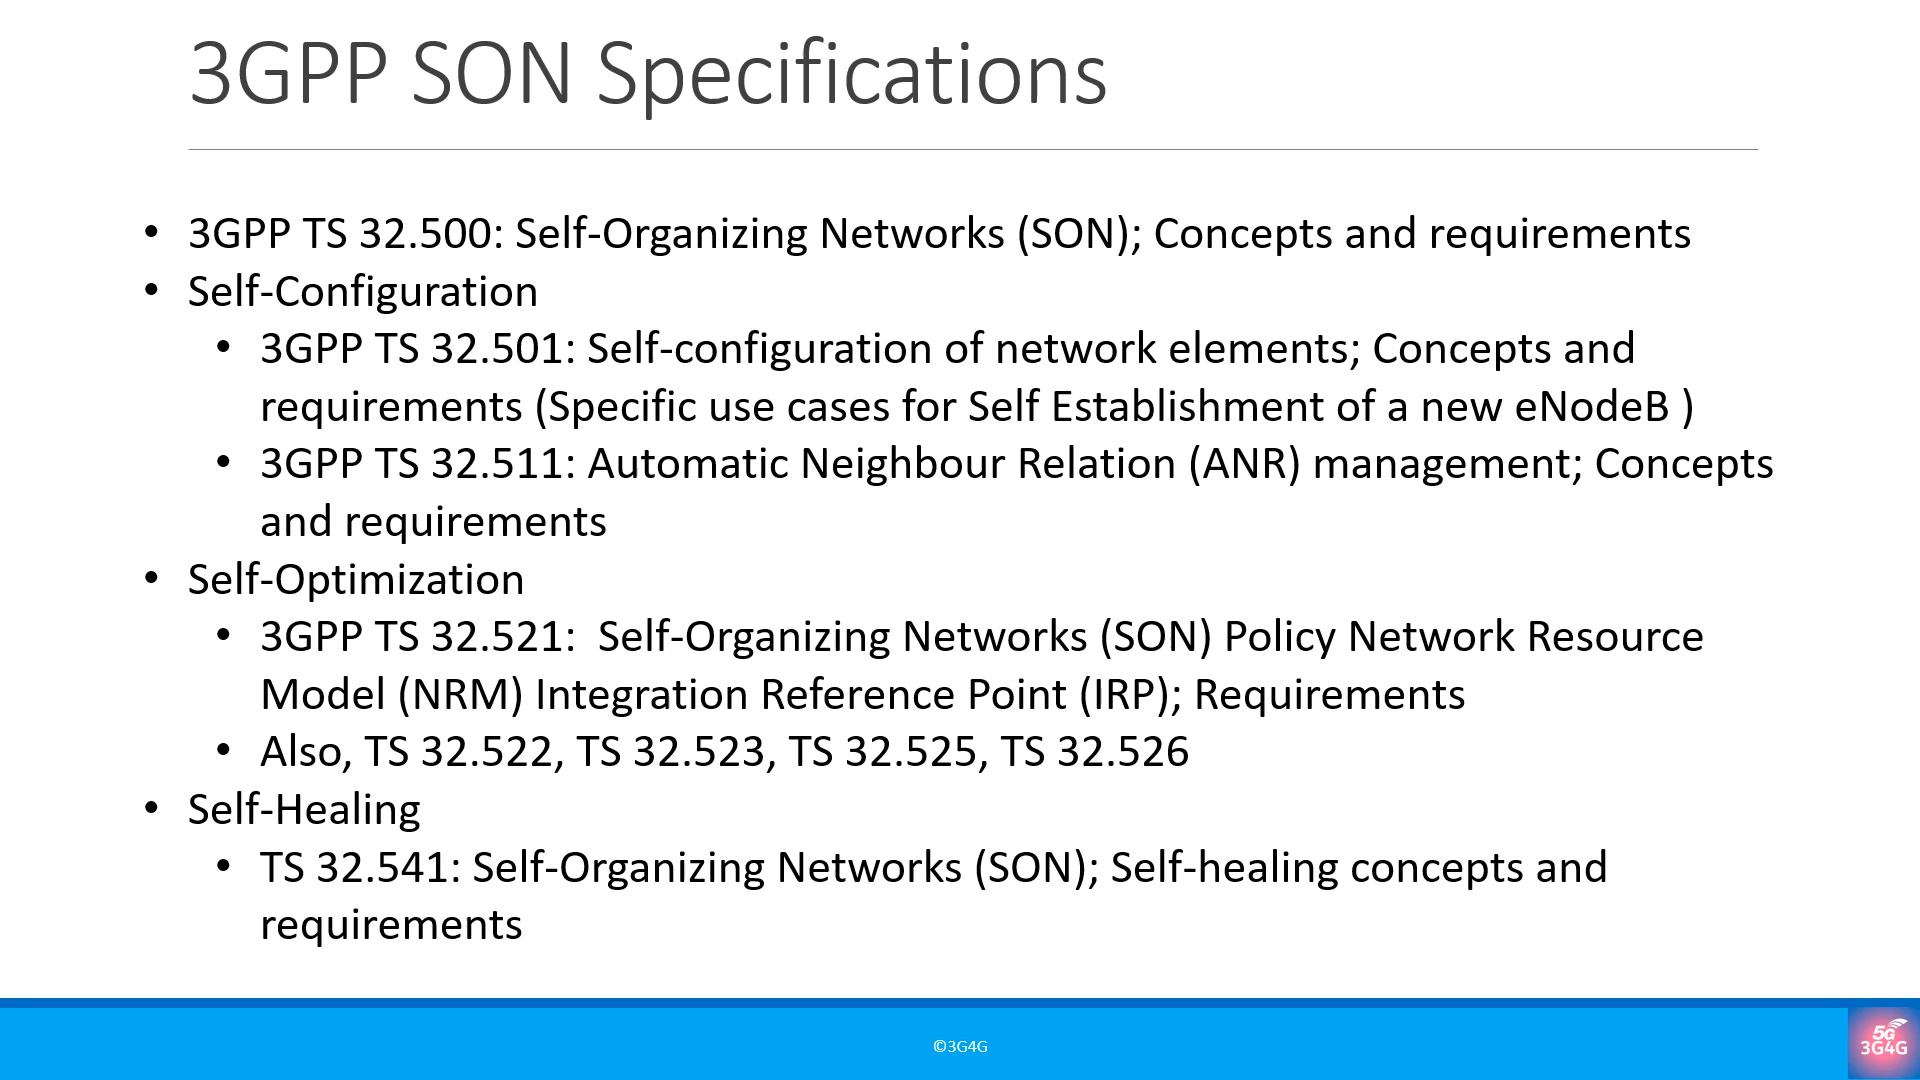 3GPP SON Specifications
• 3GPP TS 32.500: Self-Organizing Networks (SON); Concepts and requirements
• Self-Configuration
• 3GPP TS 32.501: Self-configuration of network elements; Concepts and
requirements (Specific use cases for Self Establishment of a new eNodeB )
• 3GPP TS 32.511: Automatic Neighbour Relation (ANR) management; Concepts
and requirements
• Self-Optimization
• 3GPP TS 32.521:  Self-Organizing Networks (SON) Policy Network Resource
Model (NRM) Integration Reference Point (IRP); Requirements
• Also, TS 32.522, TS 32.523, TS 32.525, TS 32.526
• Self-Healing
• TS 32.541: Self-Organizing Networks (SON); Self-healing concepts and
requirements
©3G4G
5G
3G4G